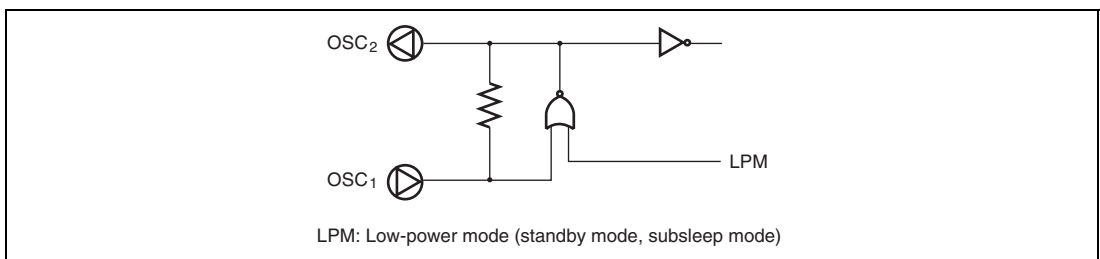 OSC2
LPM
OSC1
LPM: Low-power mode (standby mode, subsleep mode)